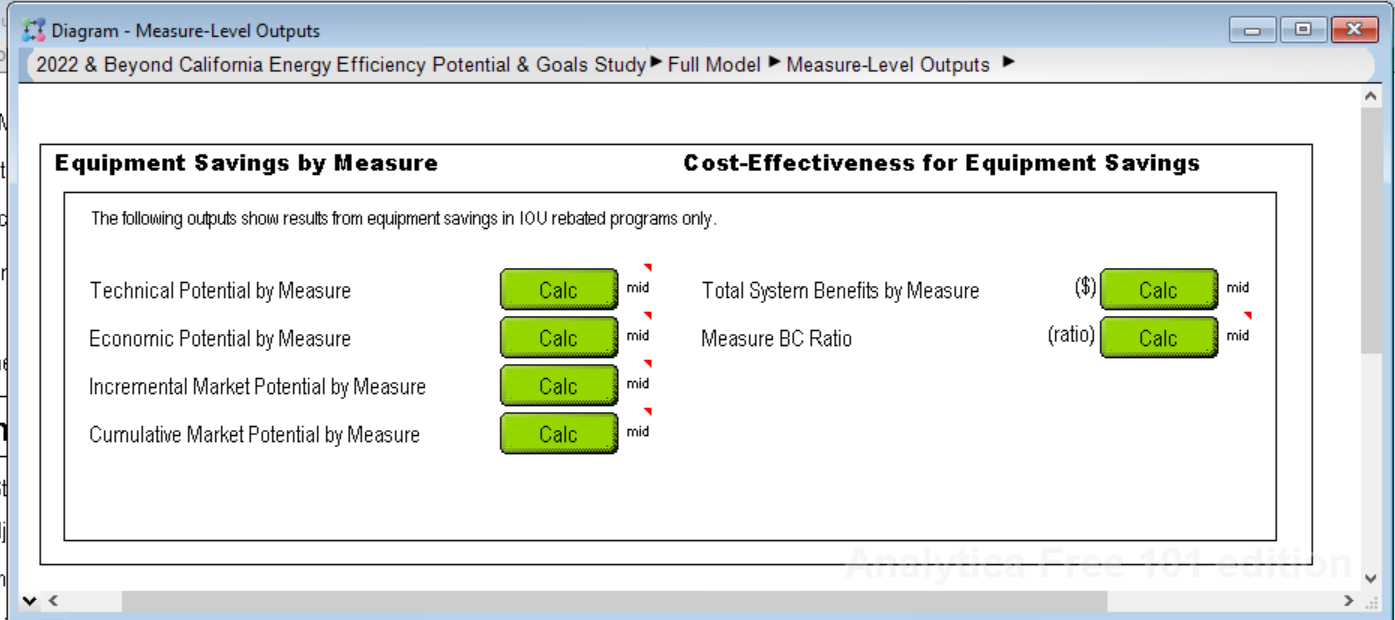 Diagram - Measure-Level Outputs
2022 & Beyond California Energy Efficiency Potential & Goals Study Full Model Measure-Level Outputs
Equipment Savings by Measure
Cost-Effectiveness for Equipment Savings
The following outputs show results from equipment savings in IOU rebated programs only.
Technical Potential by Measure Calc mid
Total System Benefits by Measure ($) Calc mid
Economic Potential by Measure Calc mid
Measure BC Ratio (ratio) Calc mid
Incremental Market Potential by Measure Calc mid
Cumulative Market Potential by Measure Calc mid
Analytica Free 101 edition